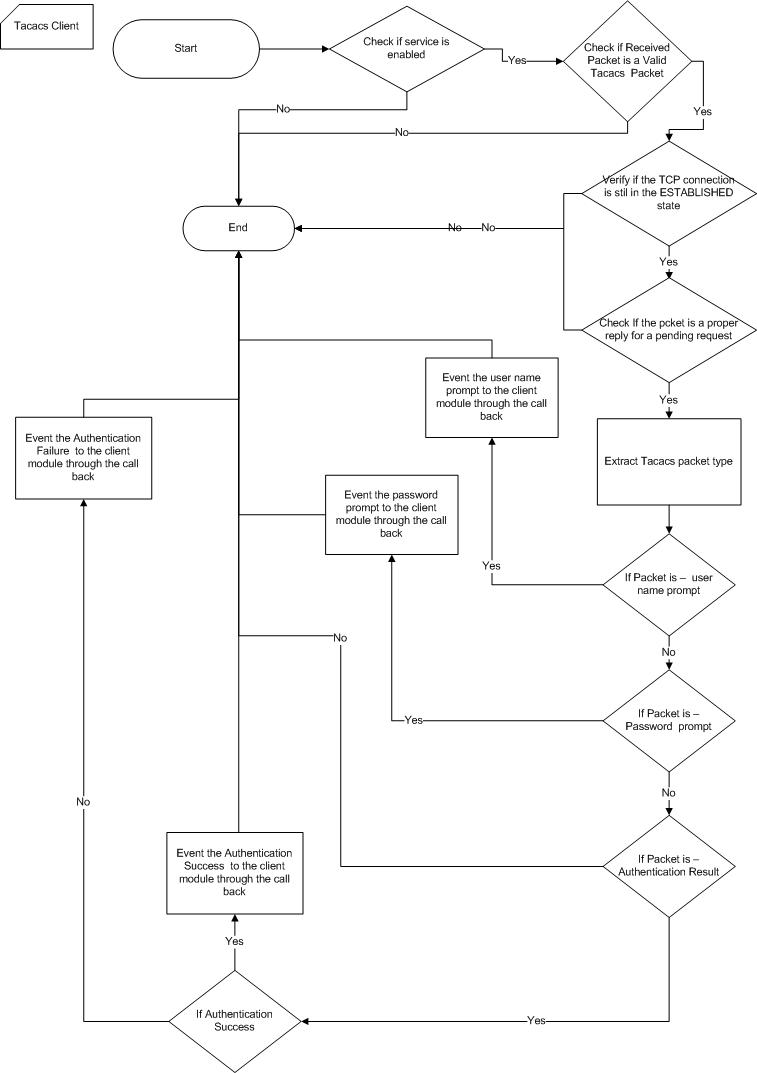 Tacacs Client
Start
Check if service is
enabled
Yes
Check if Received
Packet is a Valid
Tacacs Packet
No
No
Yes
Verify if the TCP connection
is stil in the ESTABLISHED
state
End
No
No
Yes
Check If the pcket is a proper
reply for a pending request
Yes
Event the user name
prompt to the client
module through the call
back
Event the Authentication
Failure to the client
module through the call
back
Extract Tacacs packet type
Event the password
prompt to the client
module through the call
back
Yes
If Packet is – user
name prompt
No
No
Yes
If Packet is –
Password prompt
No
No
Event the Authentication
Success to the client
module through the call
back
If Packet is –
Authentication Result
Yes
If Authentication
Success
Yes